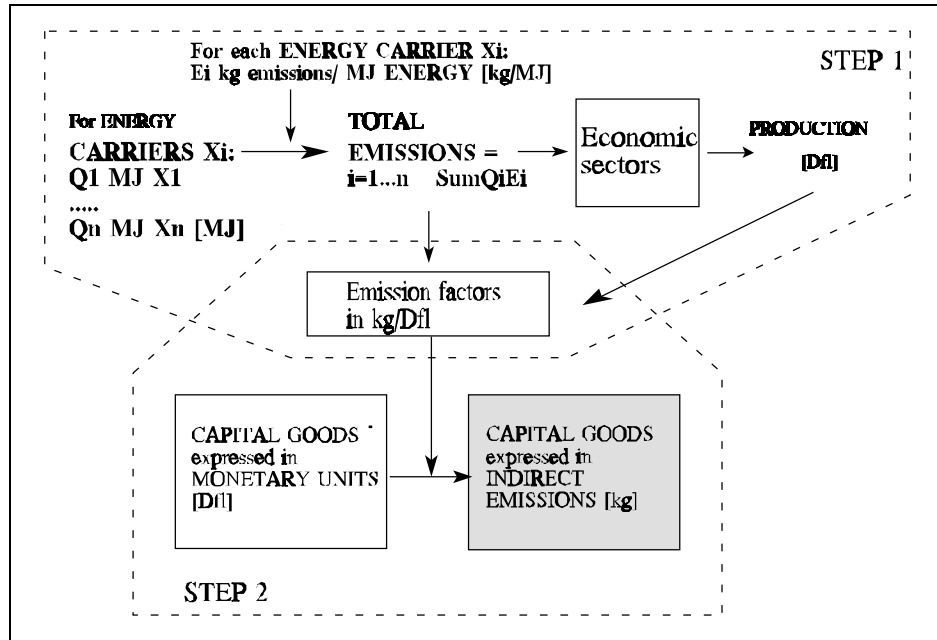 For each ENERGY CARRIER Xi:
Ei kg emissions/ MJ ENERGY [kg/MJ]
STEP 1
For ENERGY
CARRIERS Xi:
Q1 MJ X1
.....
Qn MJ Xn [MJ]
TOTAL
EMISSIONS =
i=1...n SumQiEi
Economic
sectors
PRODUCTION
[Dfl]
Emission factors
in kg/Dfl
CAPITAL GOODS
expressed in
MONETARY UNITS
[Dfl]
CAPITAL GOODS
expressed in
INDIRECT
EMISSIONS [kg]
STEP 2